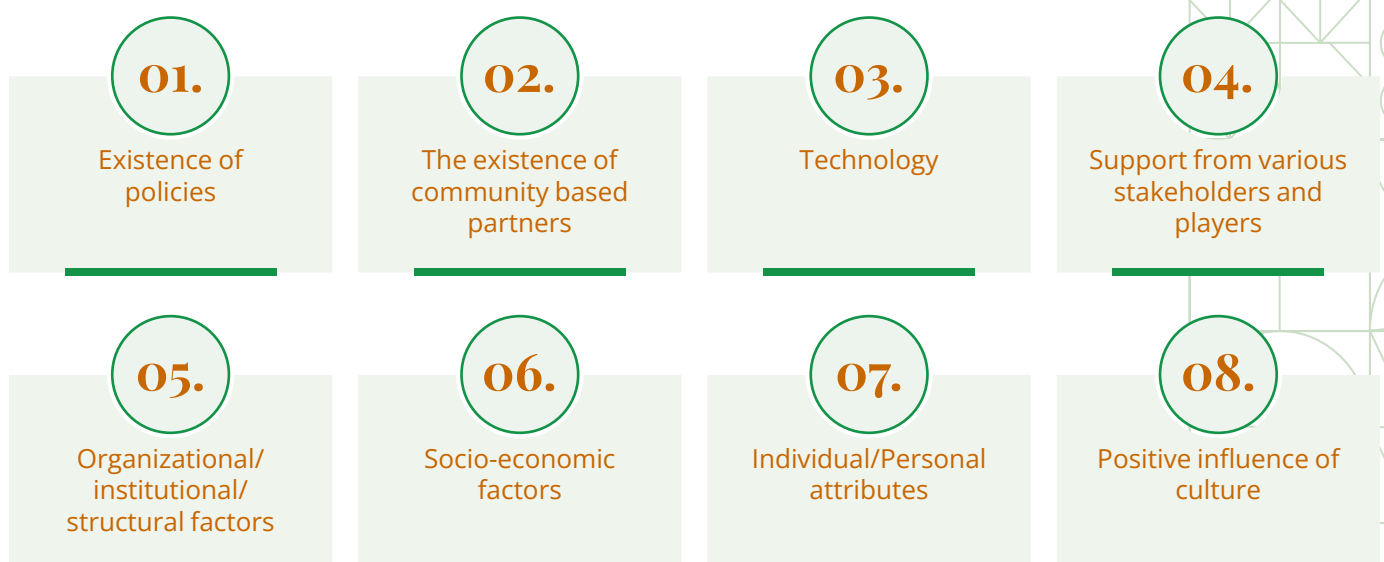 01.
Existence of
policies
02.
The existence of
community based
partners
03.
Technology
04.
Support from various
stakeholders and
players
05.
Organizational/
institutional/
structural factors
06.
Socio-economic
factors
07.
Individual/Personal
attributes
08.
Positive influence of
culture